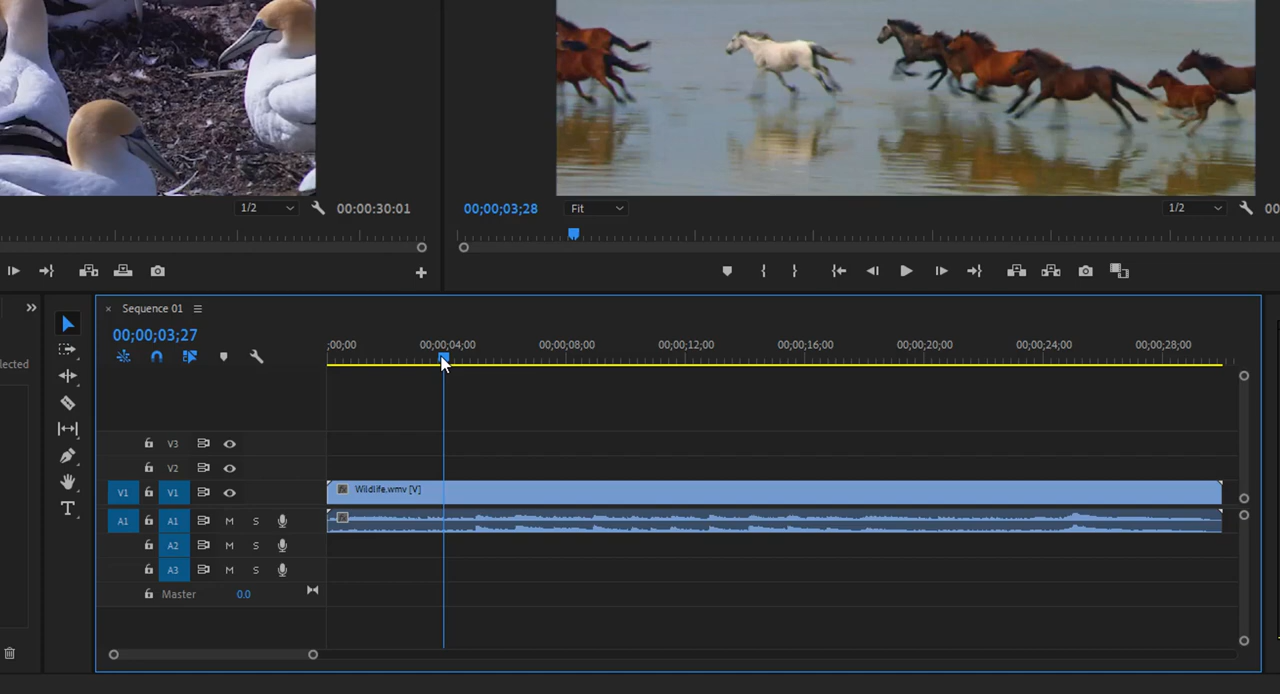 1/2 00:00:30:01 00;00;03;28 Fit 1/2 00
Sequence 01
00;00;03;27
lected
;00;00 00;00;04;00 00;00;08;00 00;00;12;00 00;00;16;00 00;00;20;00 00;00;24;00 00;00;28;00
V3
V2
V1 V1 Wildlife.wmv [V]
A1 A1 M S
A2 M S
A3 M S
Master 0.0
T